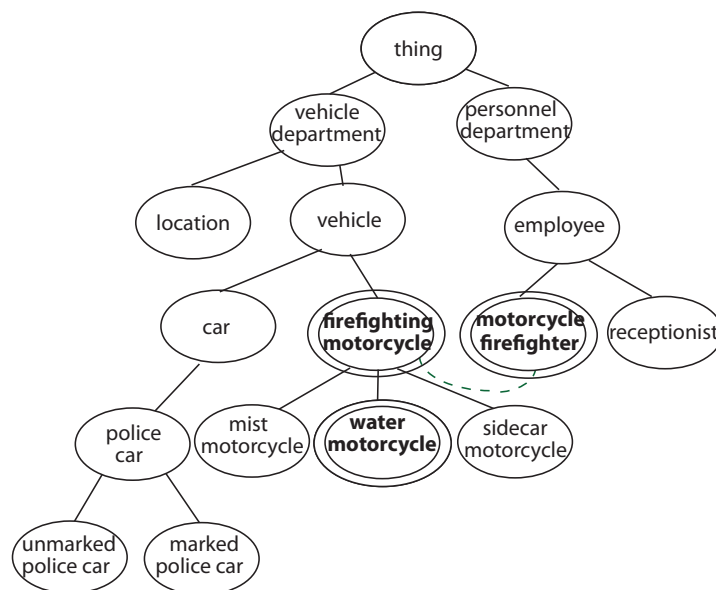 thing
vehicle
department
personnel
department
location
vehicle
employee
car
firefighting
motorcycle
motorcycle
firefighter
receptionist
police
car
mist
motorcycle
water
motorcycle
sidecar
motorcycle
unmarked
police car
marked
police car